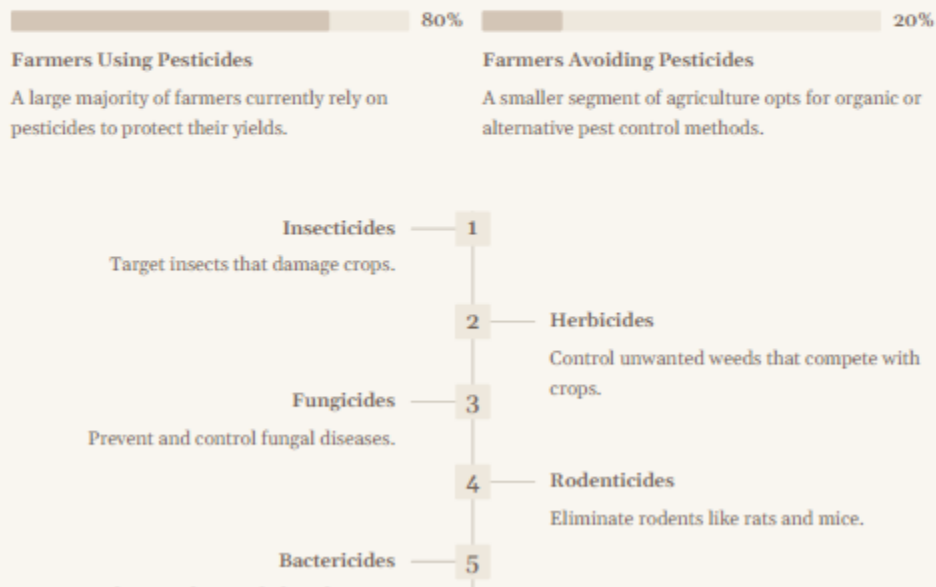 80%
Farmers Using Pesticides
A large majority of farmers currently rely on
pesticides to protect their yields.
20%
Farmers Avoiding Pesticides
A smaller segment of agriculture opts for organic or
alternative pest control methods.
1
Insecticides
Target insects that damage crops.
2
Herbicides
Control unwanted weeds that compete with
crops.
3
Fungicides
Prevent and control fungal diseases.
4
Rodenticides
Eliminate rodents like rats and mice.
5
Bactericides